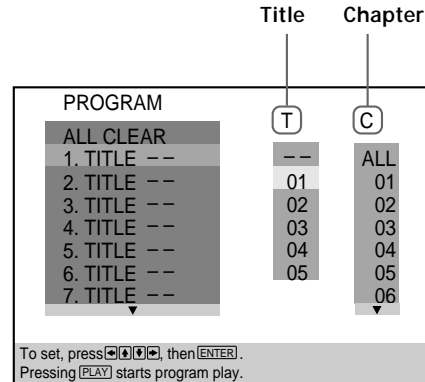 Title Chapter
PROGRAM
T C
ALL CLEAR
1. TITLE – – – – ALL
2. TITLE – – 01 01
3. TITLE – – 02 02
4. TITLE – – 03 03
5. TITLE – – 04 04
6. TITLE – – 05 05
7. TITLE – – 06
To set, press, then ENTER.
Pressing PLAY starts program play.